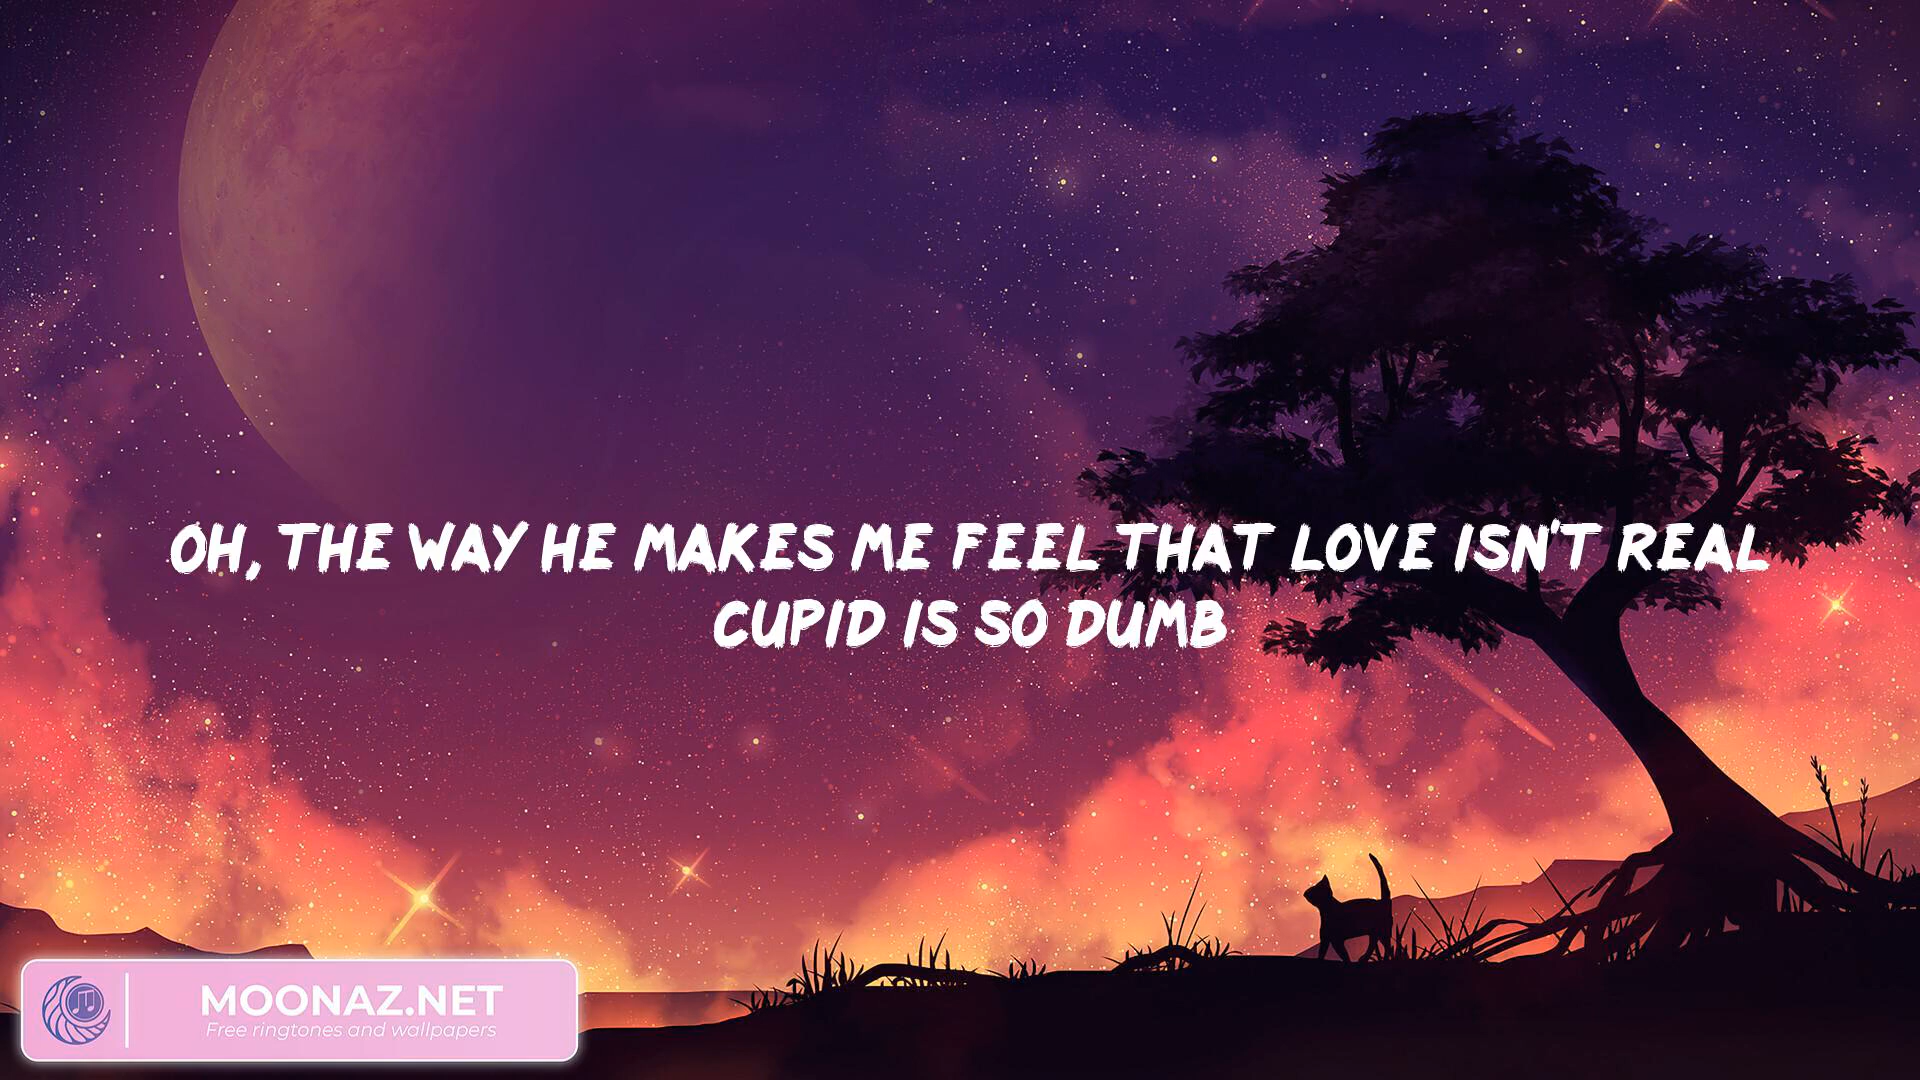 OH, THE WAY HE MAKES ME FEEL THAT LOVE ISN'T REAL
CUPID IS SO DUMB
MOONAZ.NET
Free ringtones and wallpapers